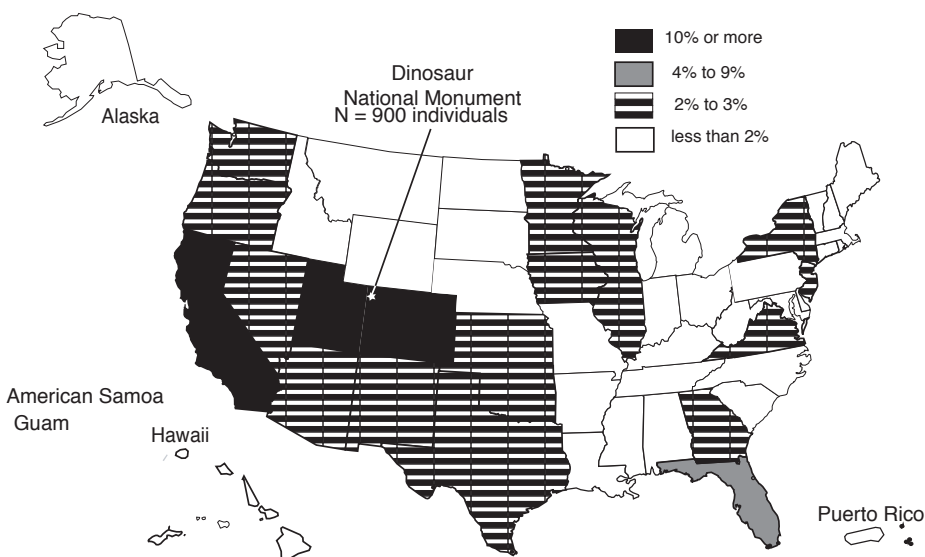 10% or more
4% to 9%
2% to 3%
less than 2%
Dinosaur
National Monument
N = 900 individuals
Alaska
American Samoa
Guam
Hawaii
Puerto Rico